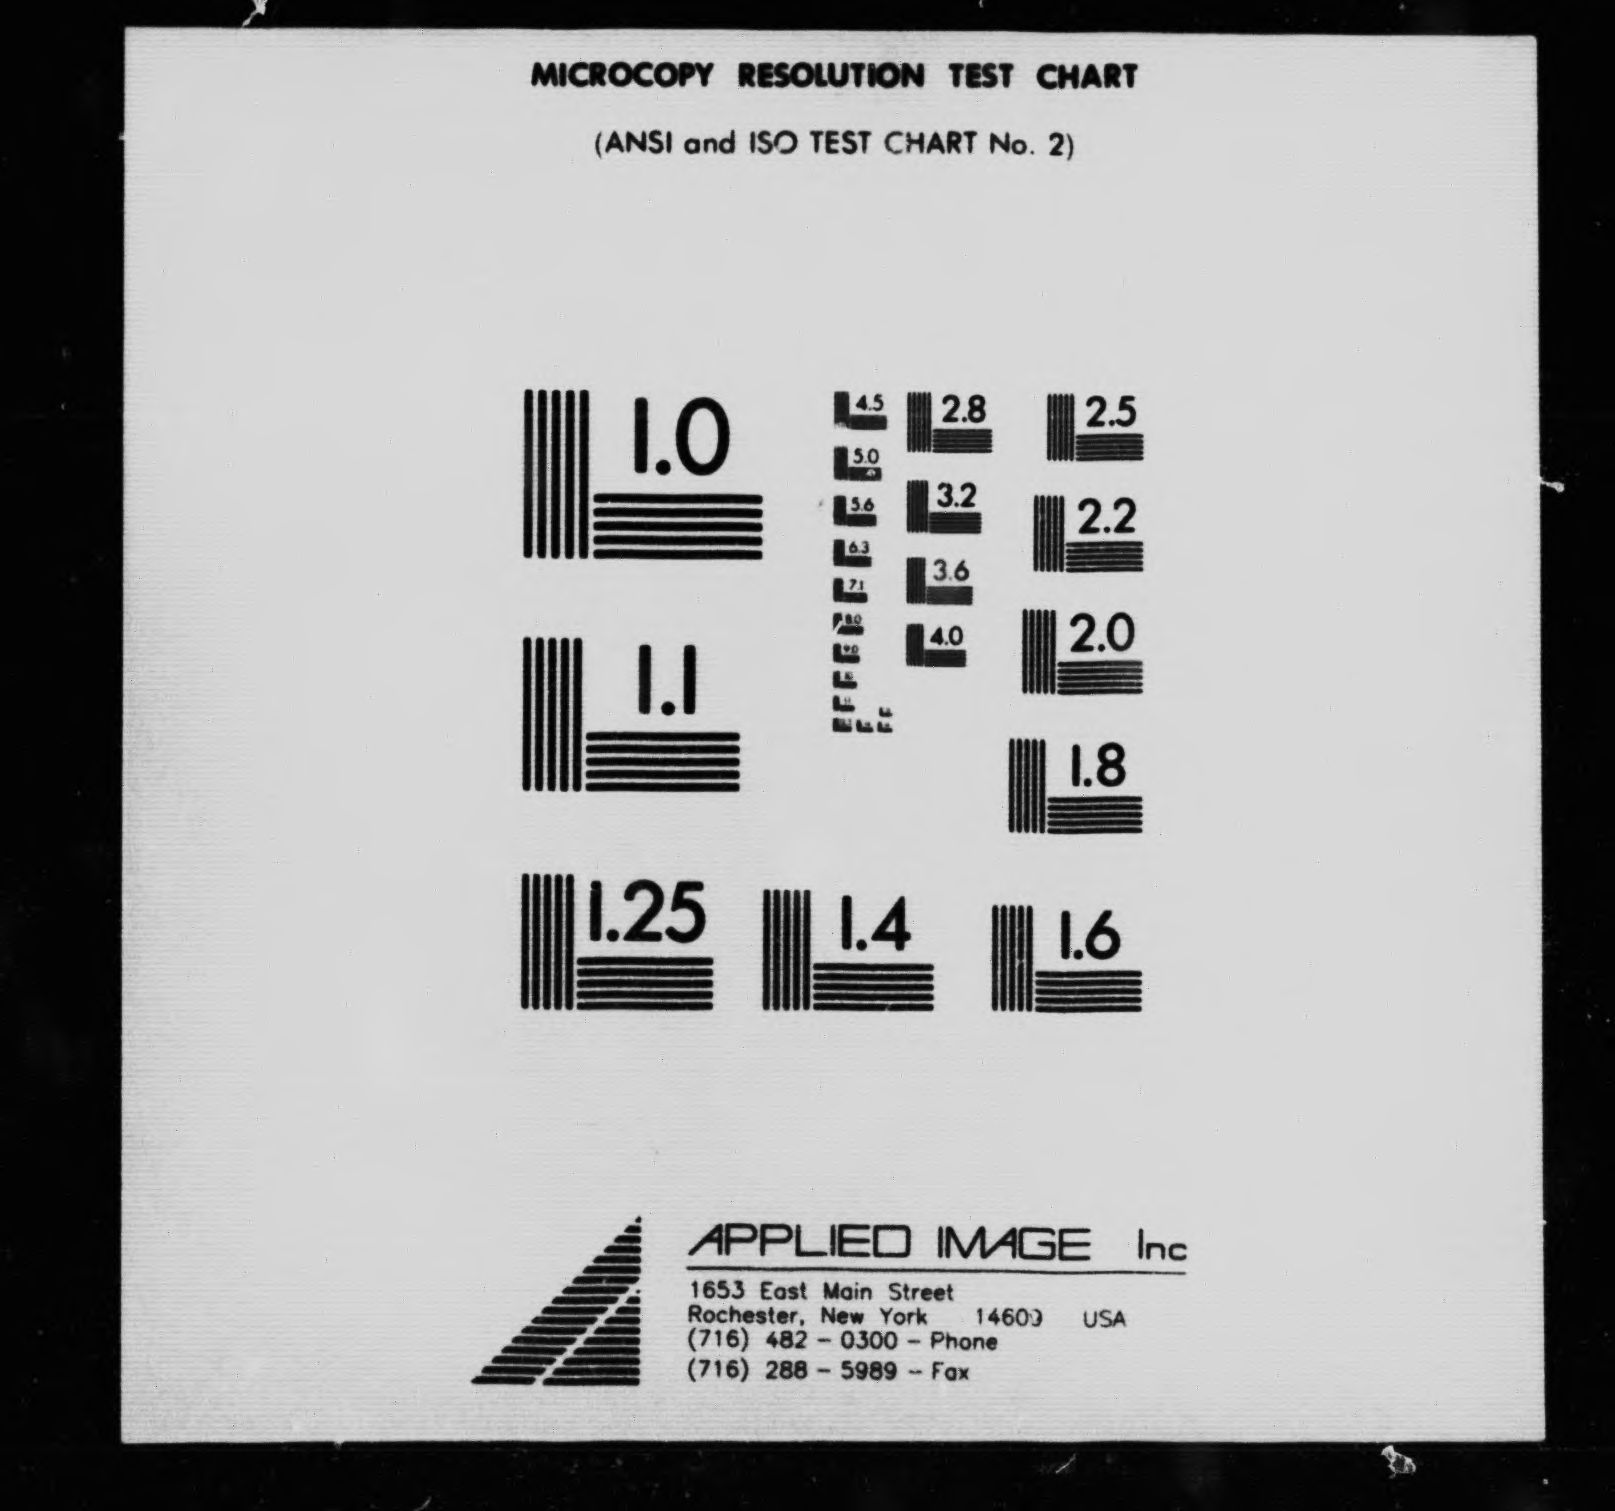 MICROCOPY RESOLUTION TEST CHART
(ANSI and ISO TEST CHART No. 2)
1.0
1.1
1.25
4.5
5.0
5.6
6.3
7.1
8.0
9.0
2.8
3.2
3.6
4.0
2.5
2.2
2.0
1.8
1.4
1.6
APPLIED IMAGE Inc
1653 East Main Street
Rochester, New York 14609 USA
(716) 482 - 0300 - Phone
(716) 288 - 5989 - Fax